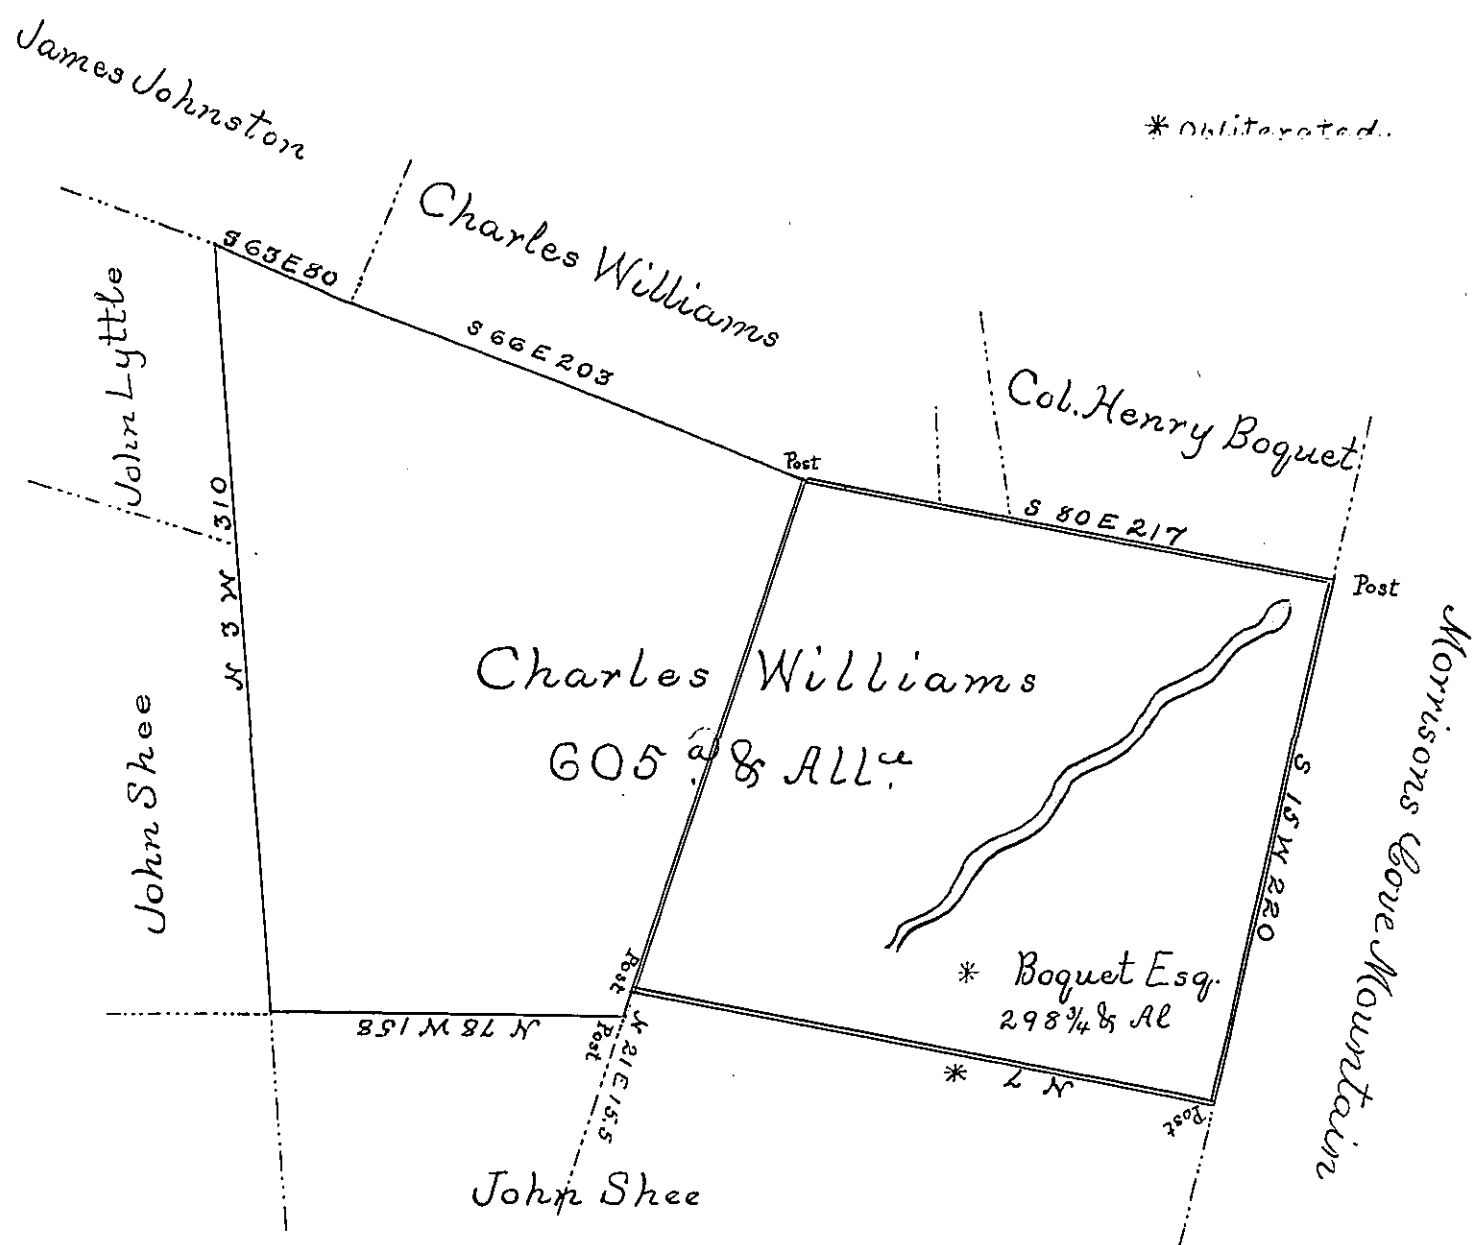 James Johnston
* Obliterated.
Charles Williams
S 63 E 80
John Lyttle
S 66 E 203
Col. Henry Boquet
Post
S 80 E 217
Post
N 3 W 310
Charles Williams
605 a. & Allce.
John Shee
Morrisons Cove Mountain
S 15 W 220
* Boquet Esq.
298 3/4 & Al
Post
N 78 W 158
Post
N 21 E 15.5
N 7 *
Post
John Shee